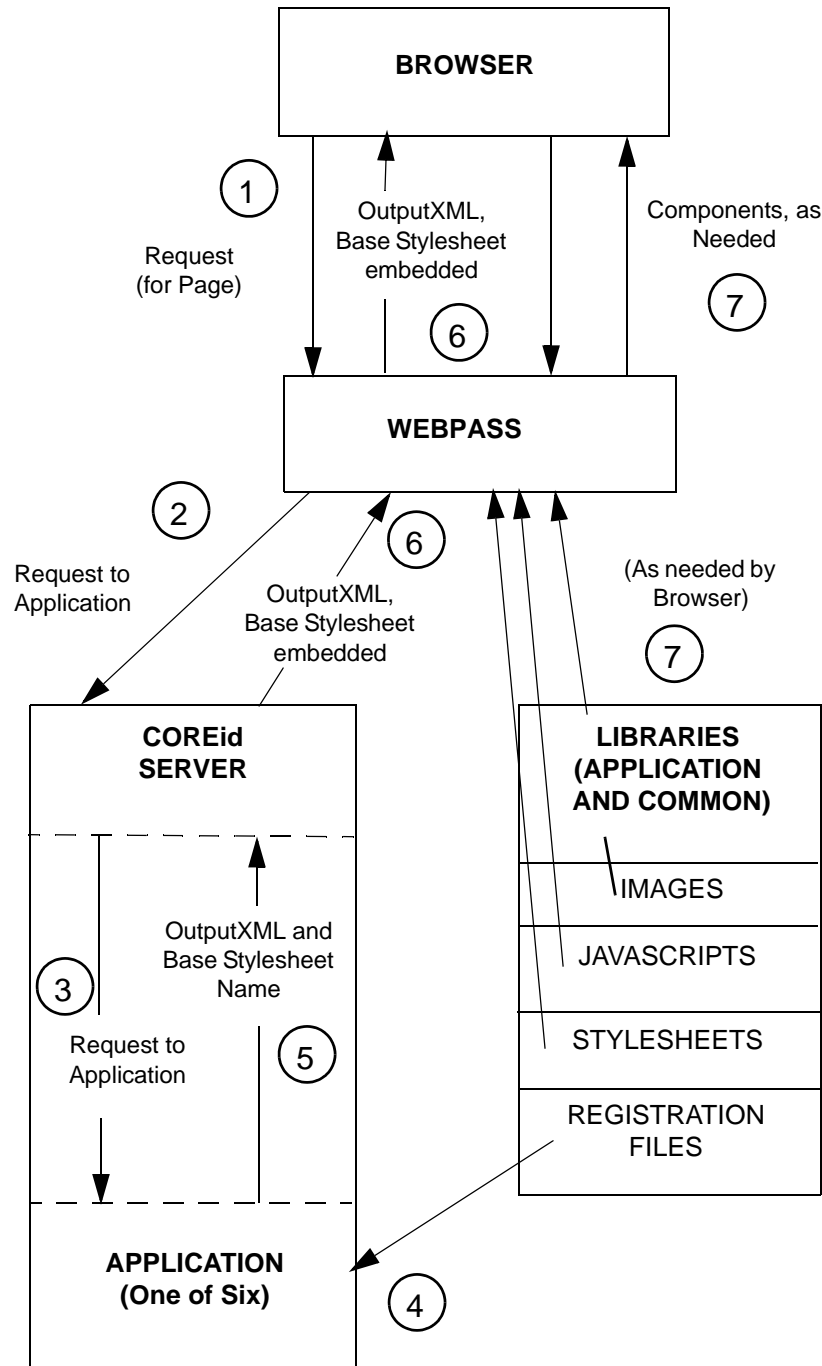 BROWSER
1
Request
(for Page)
OutputXML,
Base Stylesheet
embedded
6
Components, as
Needed
7
WEBPASS
2
Request to
Application
6
OutputXML,
Base Stylesheet
embedded
(As needed by
Browser)
7
COREid
SERVER
3
Request to
Application
OutputXML and
Base Stylesheet
Name
5
APPLICATION
(One of Six)
4
LIBRARIES
(APPLICATION
AND COMMON)
IMAGES
JAVASCRIPTS
STYLESHEETS
REGISTRATION
FILES